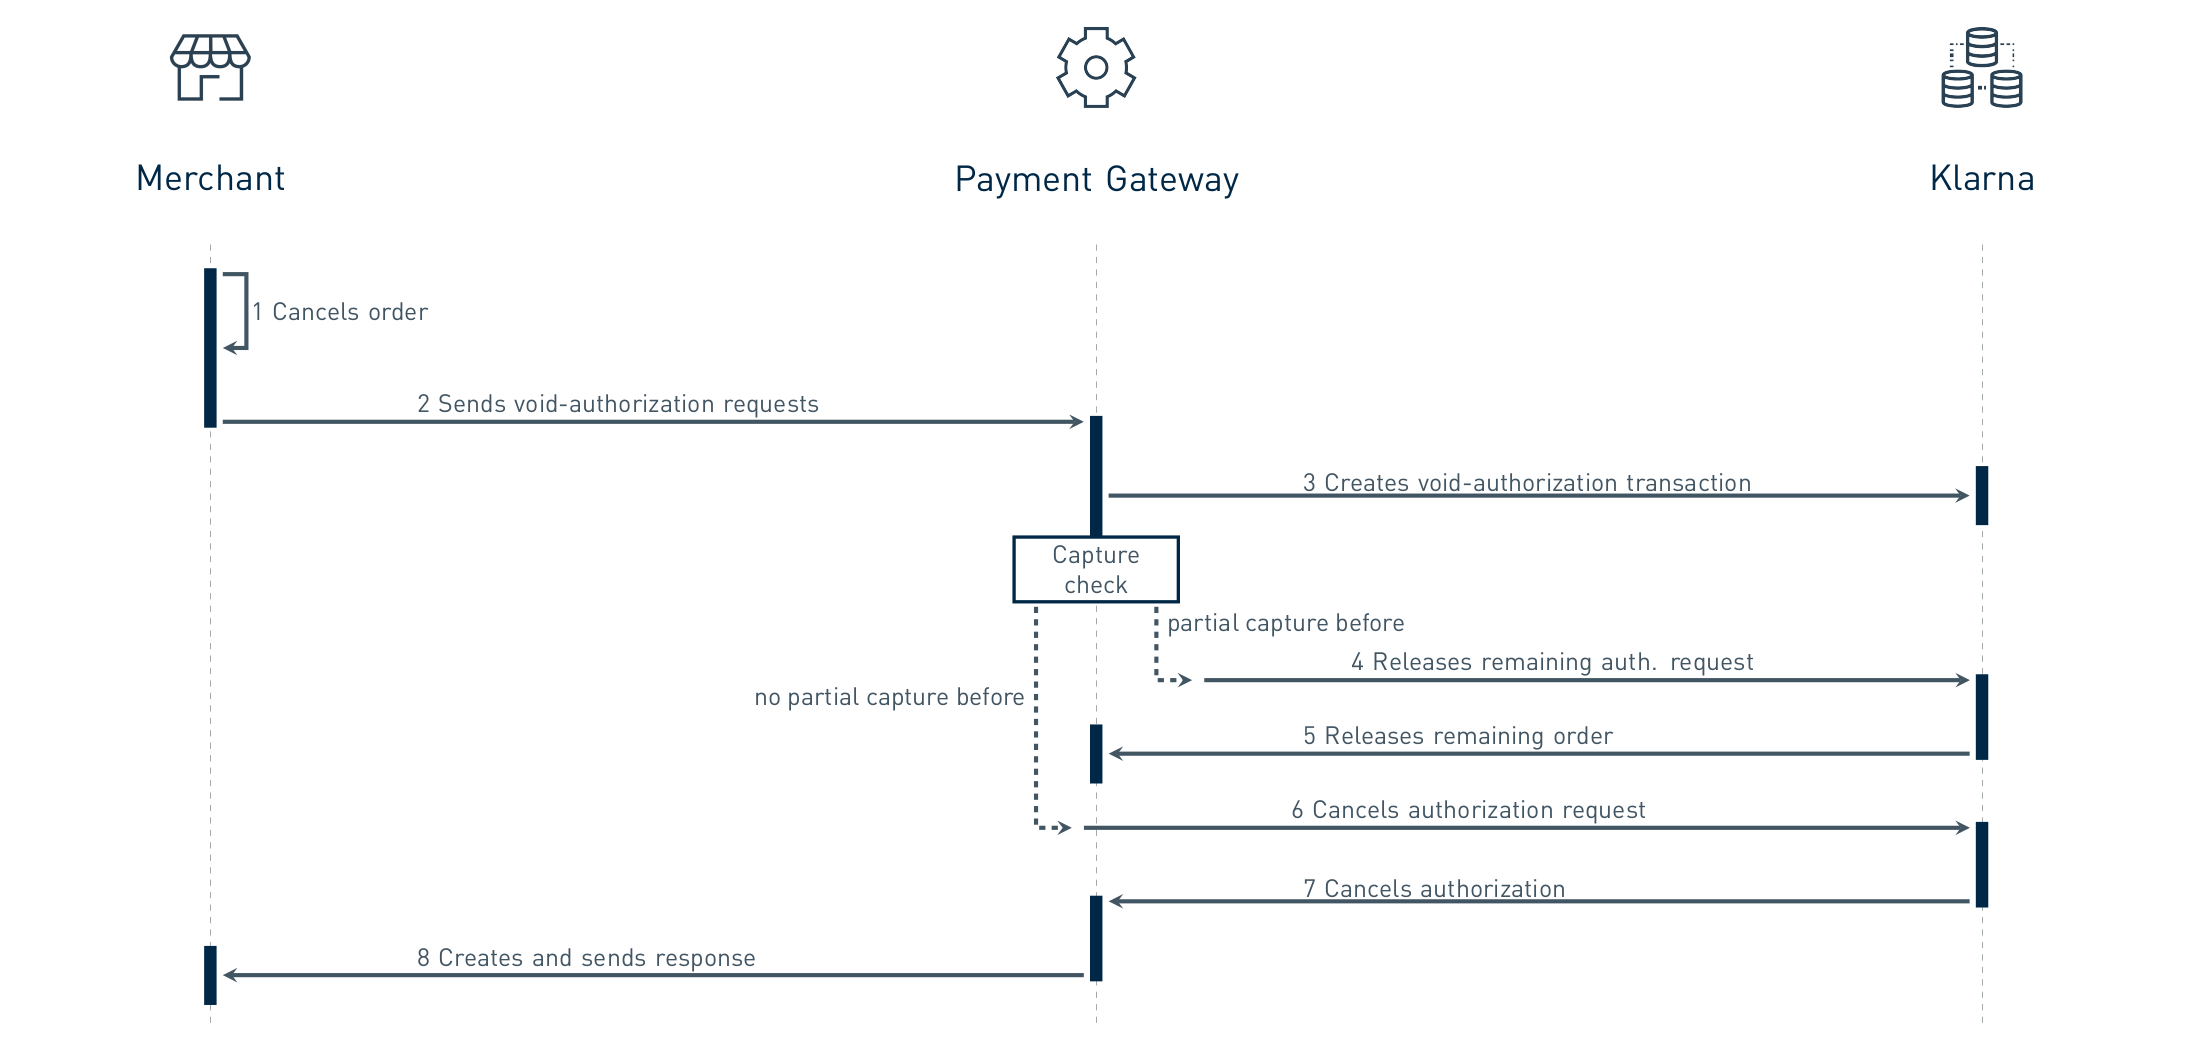 Merchant
Payment Gateway
Klarna
1 Cancels order
2 Sends void-authorization requests
3 Creates void-authorization transaction
Capture
check
partial capture before
4 Releases remaining auth. request
no partial capture before
5 Releases remaining order
6 Cancels authorization request
7 Cancels authorization
8 Creates and sends response